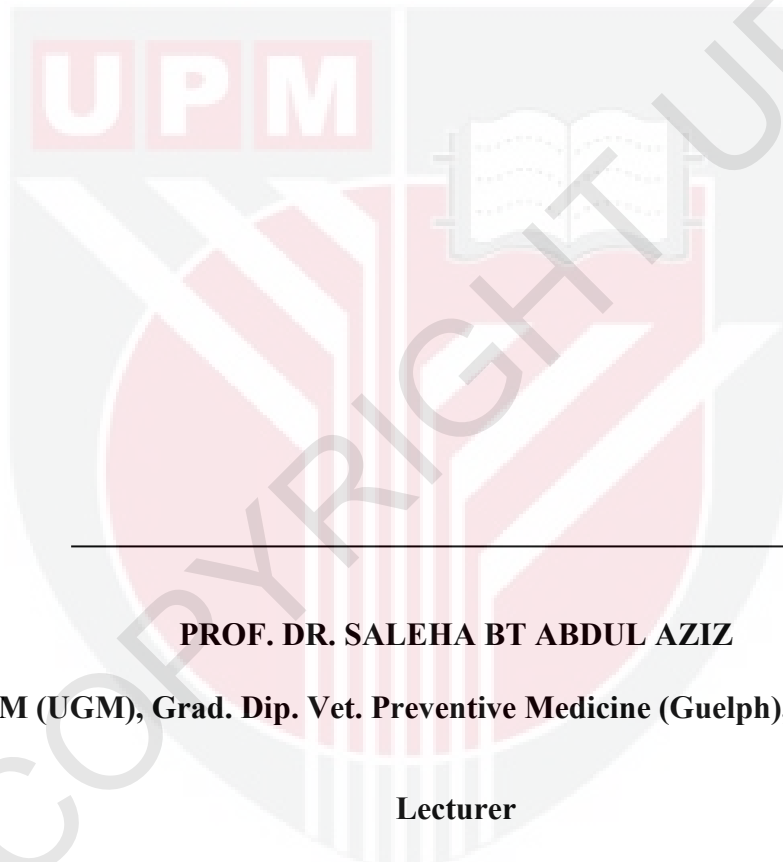 UPM
COPYRIGHT U
PROF. DR. SALEHA BT ABDUL AZIZ
M (UGM), Grad. Dip. Vet. Preventive Medicine (Guelph)
Lecturer